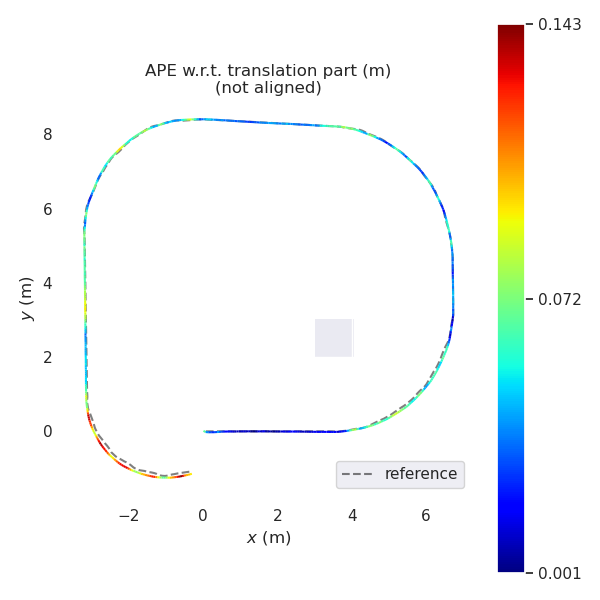 APE w.r.t. translation part (m)
(not aligned)
0.143
0.072
0.001
8
6
4
2
0
y (m)
−2
0
2
4
6
x (m)
reference